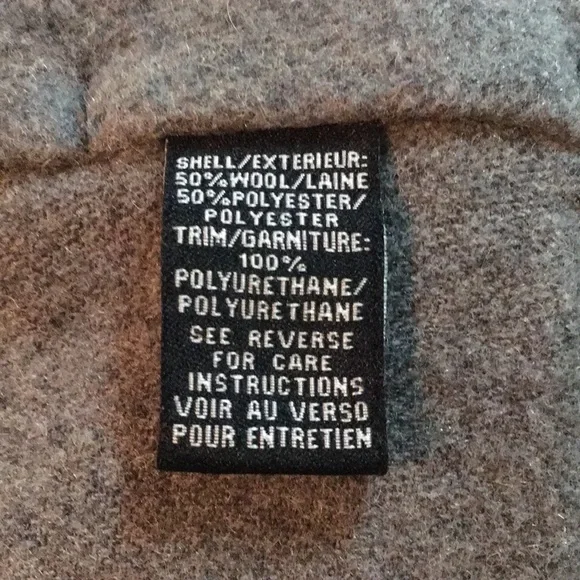 SHELL/EXTERIEUR:
50%WOOL/LAINE
50%POLYESTER/
POLYESTER
TRIM/GARNITURE:
100%
POLYURETHANE/
POLYURETHANE
SEE REVERSE
FOR CARE
INSTRUCTIONS
VOIR AU VERSO
POUR ENTRETIEN